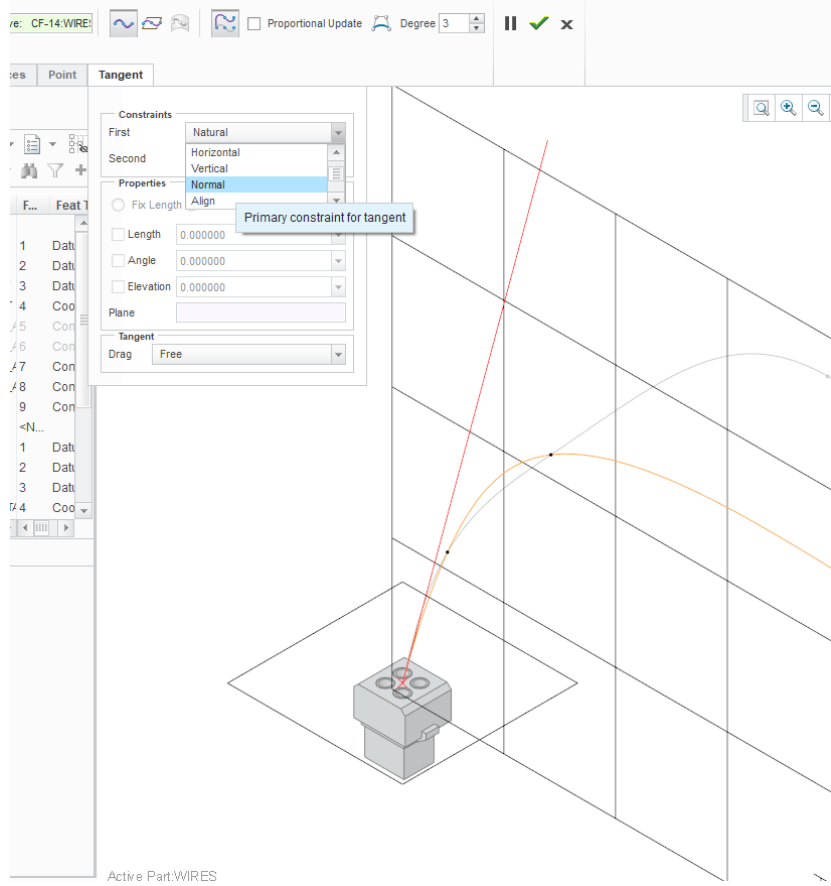 ve: CF-14:WIRE: Proportional Update Degree 3
ces Point Tangent
Constraints
First Natural
Horizontal
Second
Vertical
Properties
Normal
Fix Length
Align
Primary constraint for tangent
Length 0.000000
Angle 0.000000
Elevation 0.000000
Plane
Tangent
Drag Free
F... Feat T
1 Datu
2 Datu
3 Datu
4 Coo
5 Con
6 Con
7 Con
8 Con
9 Con
<N...
1 Datu
2 Datu
3 Datu
4 Coo
Active Part:WIRES